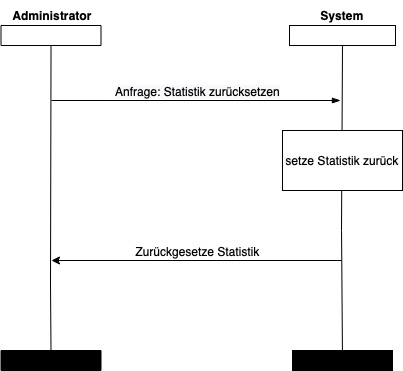 Administrator
System
Anfrage: Statistik zurücksetzen
setze Statistik zurück
Zurückgesetze Statistik